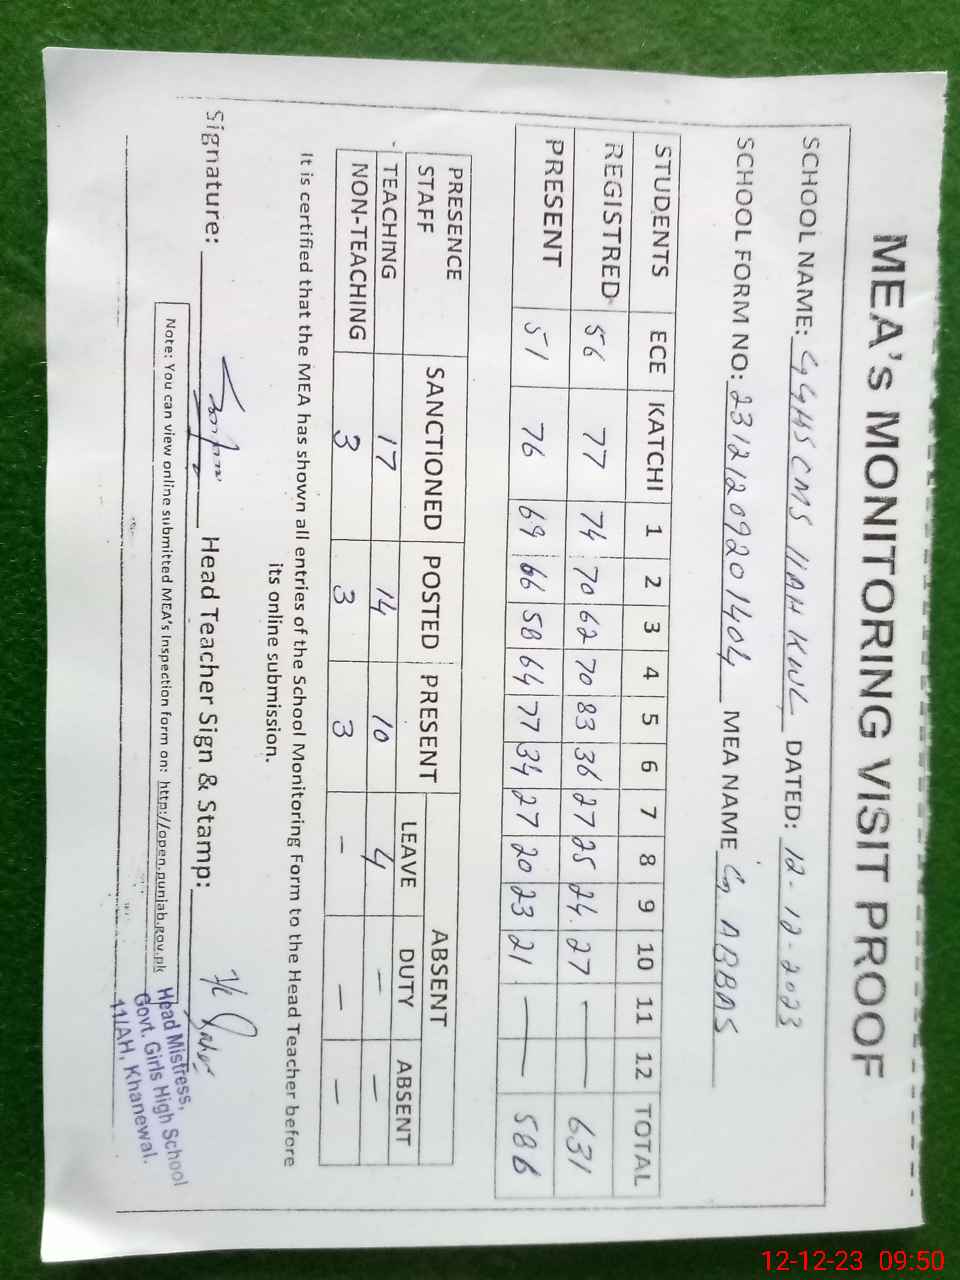 MEA's MONITORING VISIT PROOF
SCHOOL NAME: GGHS CMS 11AH KWL DATED: 12-12-2023
SCHOOL FORM NO: 23121209201404 MEA NAME G. ABBAS
STUDENTS ECE KATCHI 1 2 3 4 5 6 7 8 9 10 11 12 TOTAL
REGISTRED 56 77 74 70 62 70 83 36 27 25 24 27 — — 631
PRESENT 51 76 69 66 58 64 77 34 27 20 23 21 — — 586
PRESENCE STAFF SANCTIONED POSTED PRESENT ABSENT
LEAVE DUTY ABSENT
TEACHING 17 14 10 4 — —
NON-TEACHING 3 3 3 — — —
It is certified that the MEA has shown all entries of the School Monitoring Form to the Head Teacher before
its online submission.
Signature: Head Teacher Sign & Stamp:
Head Mistress,
Govt. Girls High School
11/AH, Khanewal.
Note: You can view online submitted MEA's Inspection form on: http://open.punjab.gov.pk
12-12-23 09:50